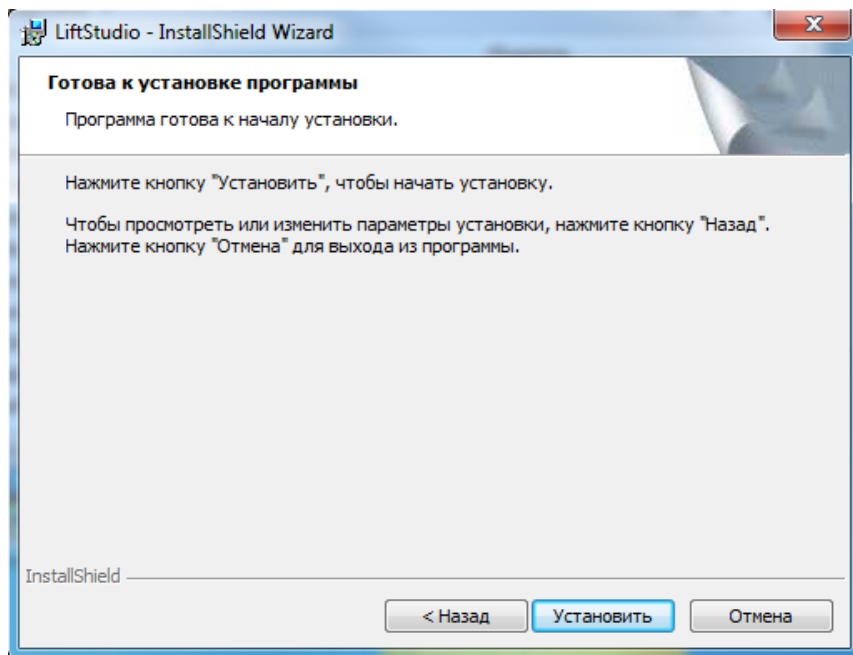 LiftStudio - InstallShield Wizard
Готова к установке программы
Программа готова к началу установки.
Нажмите кнопку "Установить", чтобы начать установку.
Чтобы просмотреть или изменить параметры установки, нажмите кнопку "Назад".
Нажмите кнопку "Отмена" для выхода из программы.
InstallShield
< Назад
Установить
Отмена